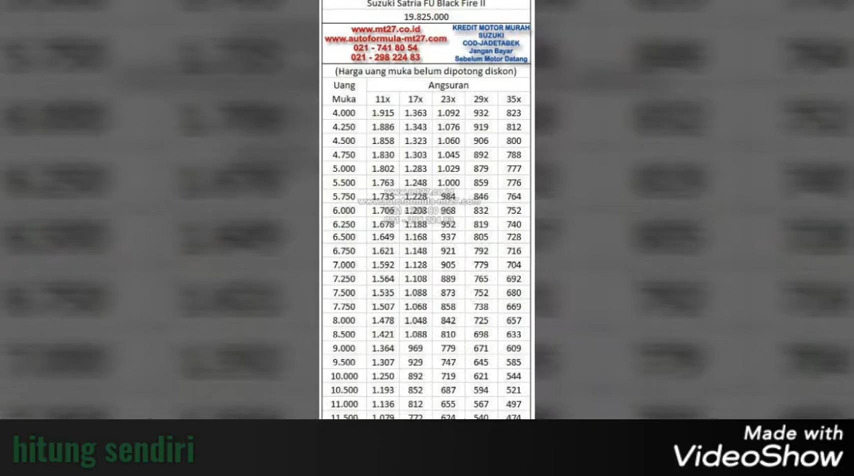 Suzuki Satria FU Black Fire II
19.825.000
www.mt27.co.id
www.autoformula-mt27.com
021 - 741 80 54
021 - 298 224 83
KREDIT MOTOR MURAH
SUZUKI
COD-JADETABEK
Jangan Bayar
Sebelum Motor Datang
(Harga uang muka belum dipotong diskon)
Uang Muka Angsuran
11x 17x 23x 29x 35x
4.000 1.915 1.363 1.092 932 823
4.250 1.886 1.343 1.076 919 812
4.500 1.858 1.323 1.060 906 800
4.750 1.830 1.303 1.045 892 788
5.000 1.802 1.283 1.029 879 777
5.500 1.763 1.248 1.000 859 776
5.750 1.735 1.228 984 846 764
6.000 1.706 1.208 968 832 752
6.250 1.678 1.188 952 819 740
6.500 1.649 1.168 937 805 728
6.750 1.621 1.148 921 792 716
7.000 1.592 1.128 905 779 704
7.250 1.564 1.108 889 765 692
7.500 1.535 1.088 873 752 680
7.750 1.507 1.068 858 738 669
8.000 1.478 1.048 842 725 657
8.500 1.421 1.088 810 698 633
9.000 1.364 969 779 671 609
9.500 1.307 929 747 645 585
10.000 1.250 892 719 621 544
10.500 1.193 852 687 594 521
11.000 1.136 812 655 567 497
11.500 1.079 772 624 540 474
hitung sendiri
Made with
VideoShow